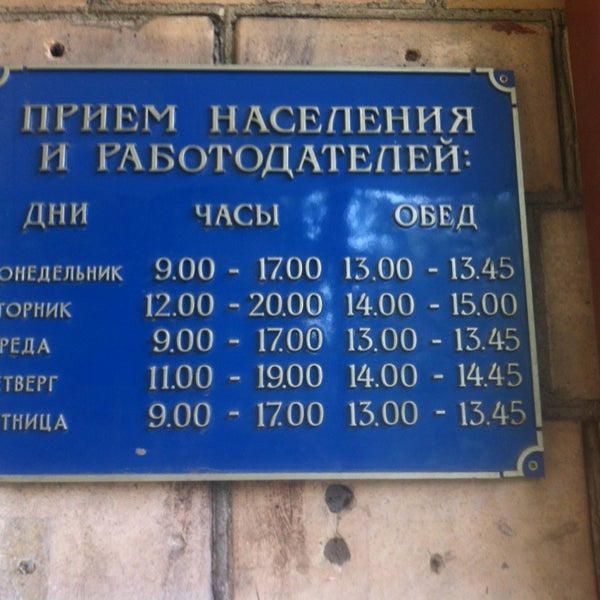 ПРИЕМ НАСЕЛЕНИЯ
И РАБОТОДАТЕЛЕЙ:
ДНИ ЧАСЫ ОБЕД
ОНЕДЕЛЬНИК 9.00 - 17.00 13.00 - 13.45
ТОРНИК 12.00 - 20.00 14.00 - 15.00
РЕДА 9.00 - 17.00 13.00 - 13.45
ЕТВЕРГ 11.00 - 19.00 14.00 - 14.45
ТНИЦА 9.00 - 17.00 13.00 - 13.45